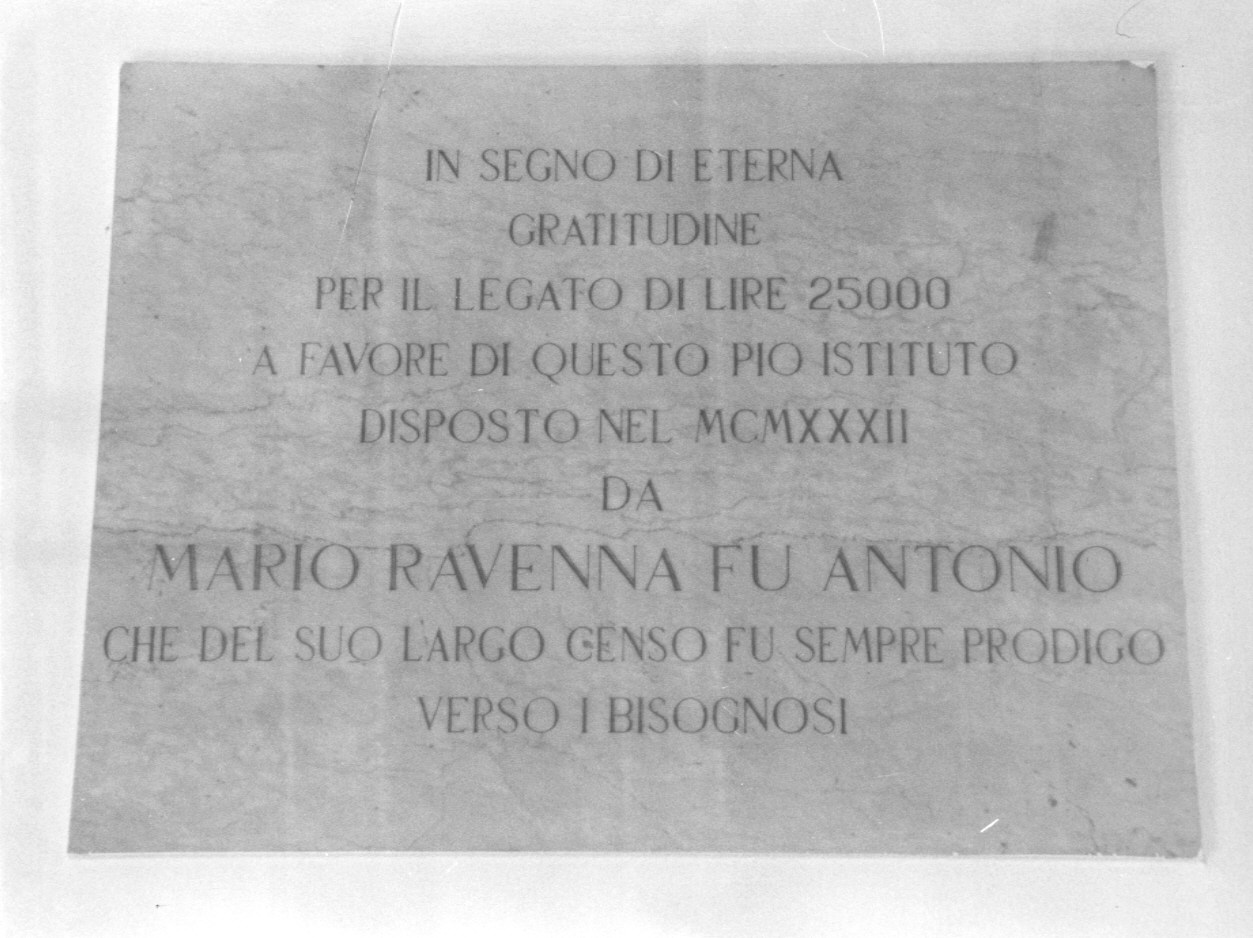 IN SEGNO DI ETERNA
GRATITUDINE
PER IL LEGATO DI LIRE 25000
A FAVORE DI QUESTO PIO ISTITUTO
DISPOSTO NEL MCMXXXII
DA
MARIO RAVENNA FU ANTONIO
CHE DEL SUO LARGO CENSO FU SEMPRE PRODIGO
VERSO I BISOGNOSI